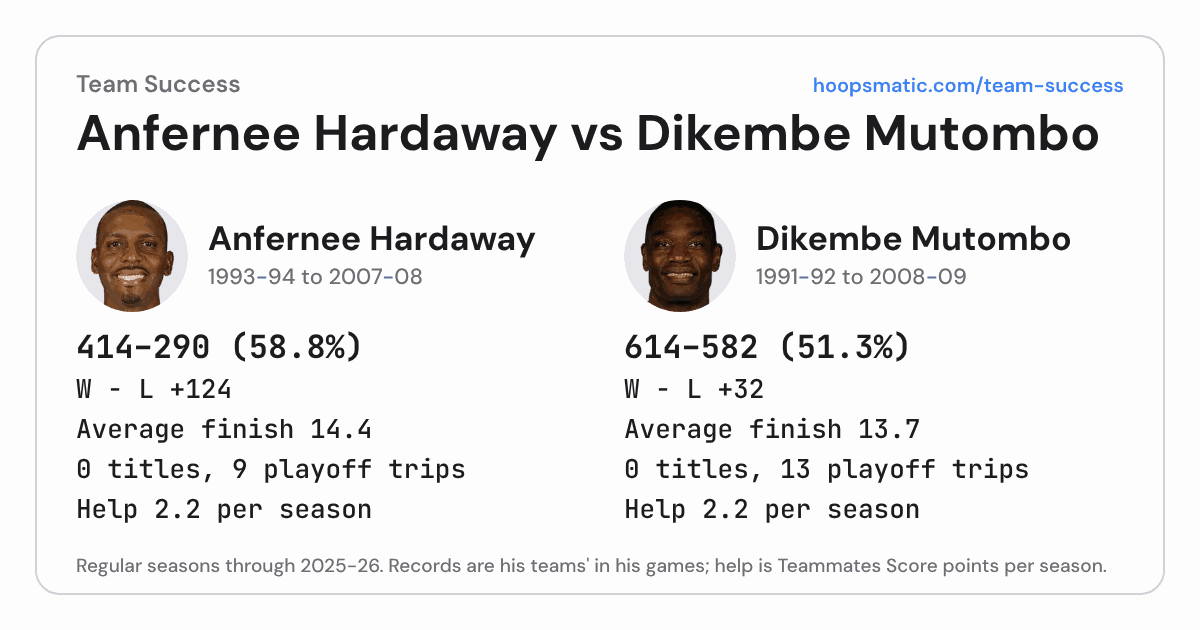 Team Success
hoopsmatic.com/team-success
Anfernee Hardaway vs Dikembe Mutombo
Anfernee Hardaway
1993–94 to 2007–08
414–290 (58.8%)
W - L +124
Average finish 14.4
0 titles, 9 playoff trips
Help 2.2 per season
Dikembe Mutombo
1991–92 to 2008–09
614–582 (51.3%)
W - L +32
Average finish 13.7
0 titles, 13 playoff trips
Help 2.2 per season
Regular seasons through 2025-26. Records are his teams' in his games; help is Teammates Score points per season.